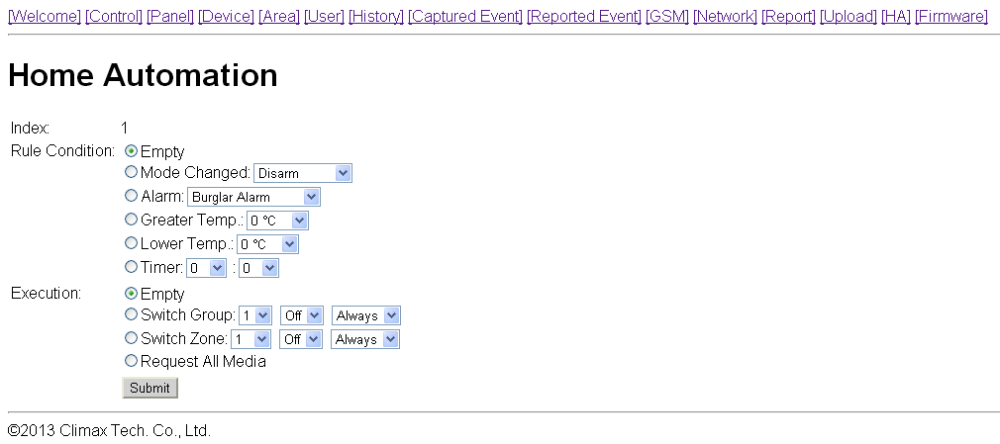 [Welcome] [Control] [Panel] [Device] [Area] [User] [History] [Captured Event] [Reported Event] [GSM] [Network] [Report] [Upload] [HA] [Firmware]
Home Automation
Index: 1
Rule Condition: Empty
Mode Changed: Disarm
Alarm: Burglar Alarm
Greater Temp.: 0 °C
Lower Temp.: 0 °C
Timer: 0 : 0
Execution: Empty
Switch Group: 1 Off Always
Switch Zone: 1 Off Always
Request All Media
Submit
©2013 Climax Tech. Co., Ltd.